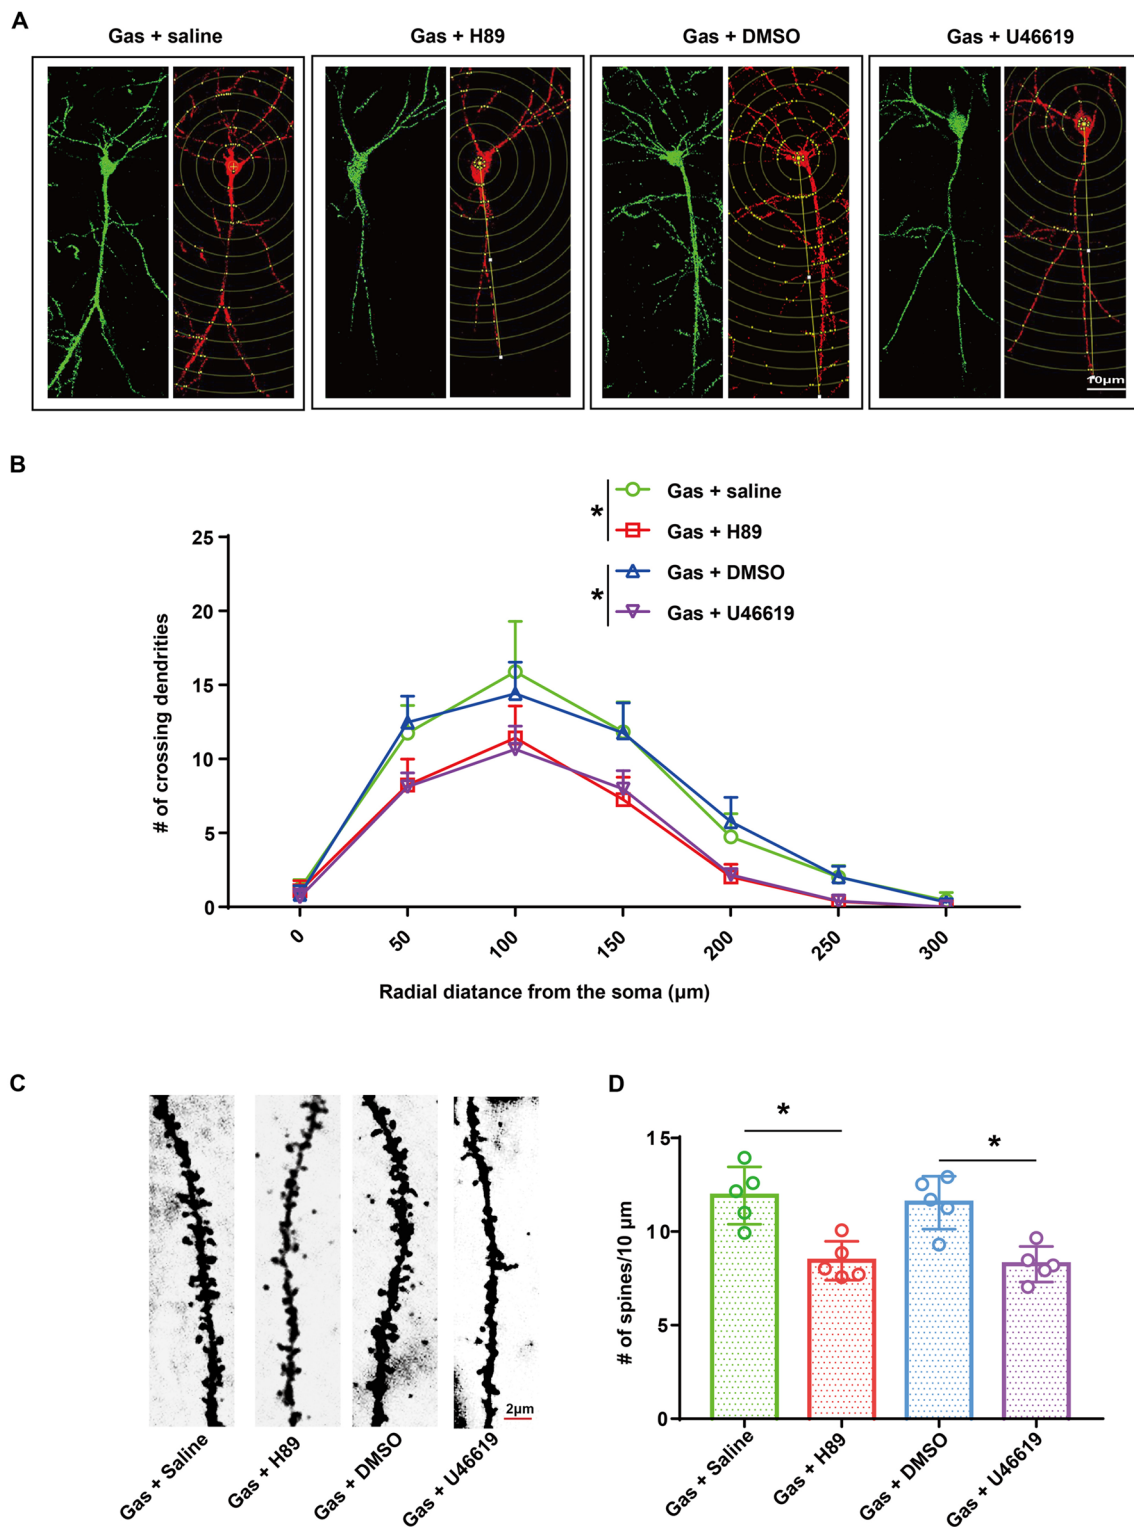 A
Gas + saline
Gas + H89
Gas + DMSO
Gas + U46619
10μm
B
Gas + saline
* Gas + H89
Gas + DMSO
* Gas + U46619
# of crossing dendrities
25
20
15
10
5
0
0 50 100 150 200 250 300
Radial diatance from the soma (μm)
C
2μm
Gas + Saline
Gas + H89
Gas + DMSO
Gas + U46619
D
* *
# of spines/10 μm
15
10
5
0
Gas + Saline
Gas + H89
Gas + DMSO
Gas + U46619